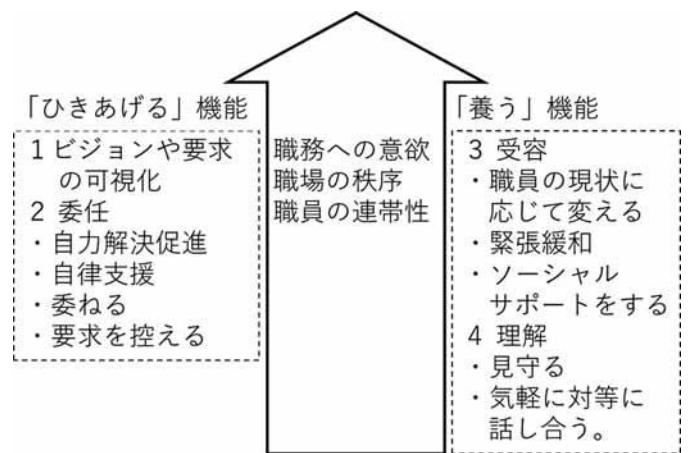 「ひきあげる」機能
1 ビジョンや要求
の可視化
2 委任
・自力解決促進
・自律支援
・委ねる
・要求を控える
職務への意欲
職場の秩序
職員の連帯性
「養う」機能
3 受容
・職員の現状に
応じて変える
・緊張緩和
・ソーシャル
サポートをする
4 理解
・見守る
・気軽に対等に
話し合う。